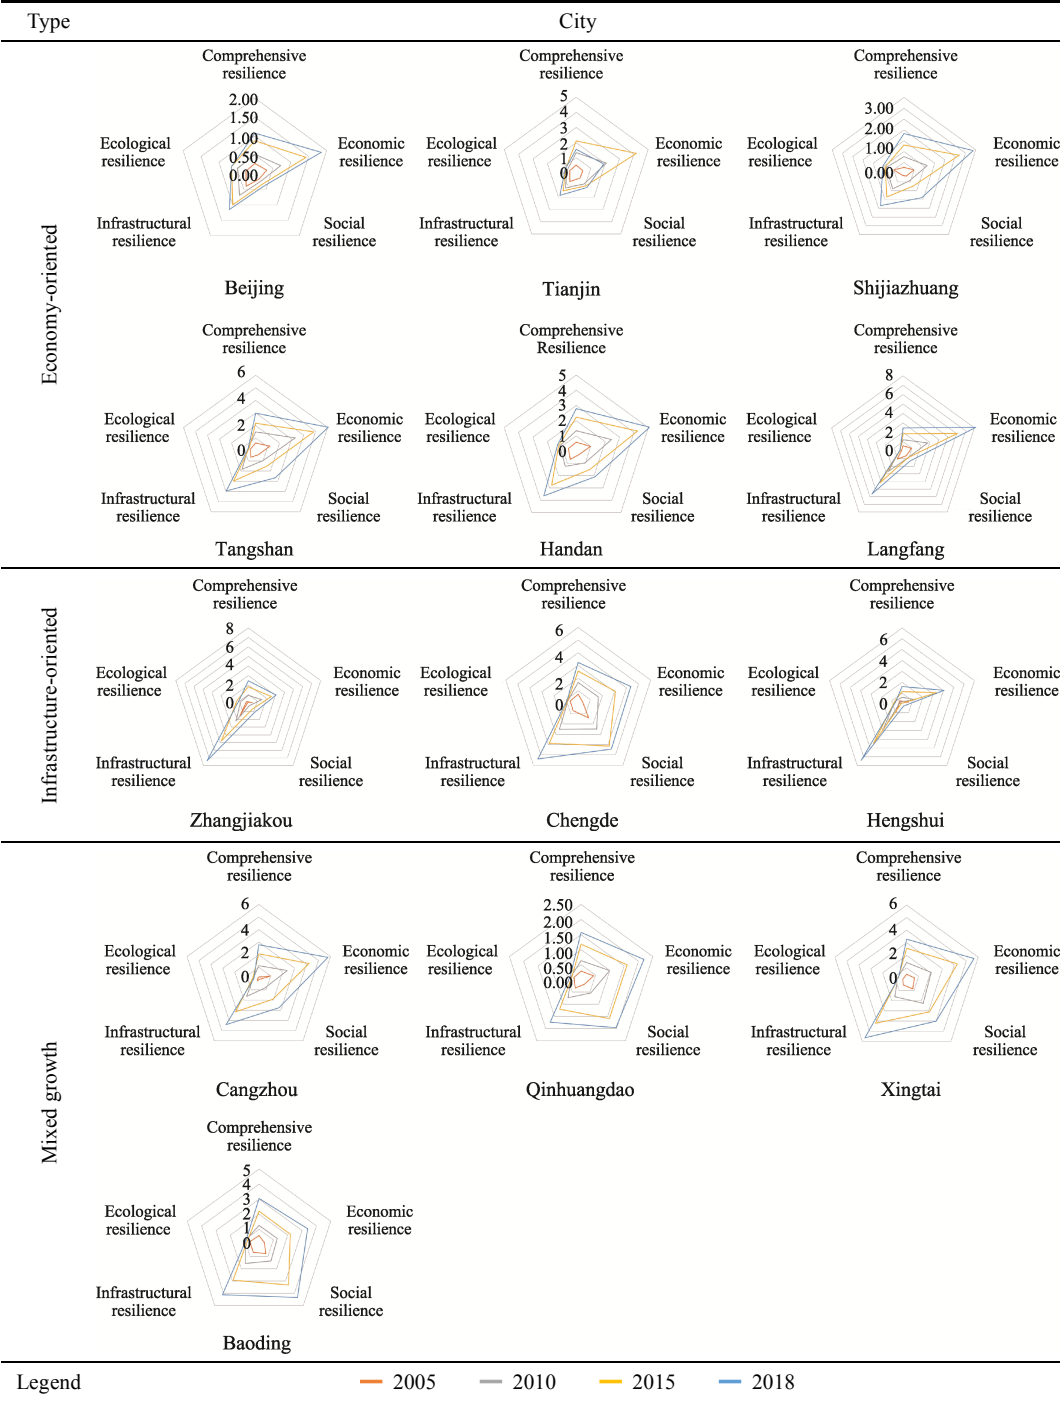 Type City
Economy-oriented
Comprehensive
resilience
2.00
1.50
1.00
0.50
0.00
Ecological
resilience
Economic
resilience
Infrastructural
resilience
Social
resilience
Beijing
Comprehensive
resilience
5
4
3
2
1
0
Ecological
resilience
Economic
resilience
Infrastructural
resilience
Social
resilience
Tianjin
Comprehensive
resilience
3.00
2.00
1.00
0.00
Ecological
resilience
Economic
resilience
Infrastructural
resilience
Social
resilience
Shijiazhuang
Comprehensive
resilience
6
4
2
0
Ecological
resilience
Economic
resilience
Infrastructural
resilience
Social
resilience
Tangshan
Comprehensive
Resilience
5
4
3
2
1
0
Ecological
resilience
Economic
resilience
Infrastructural
resilience
Social
resilience
Handan
Comprehensive
resilience
8
6
4
2
0
Ecological
resilience
Economic
resilience
Infrastructural
resilience
Social
resilience
Langfang
Infrastructure-oriented
Comprehensive
resilience
8
6
4
2
0
Ecological
resilience
Economic
resilience
Infrastructural
resilience
Social
resilience
Zhangjiakou
Comprehensive
resilience
6
4
2
0
Ecological
resilience
Economic
resilience
Infrastructural
resilience
Social
resilience
Chengde
Comprehensive
resilience
6
4
2
0
Ecological
resilience
Economic
resilience
Infrastructural
resilience
Social
resilience
Hengshui
Mixed growth
Comprehensive
resilience
6
4
2
0
Ecological
resilience
Economic
resilience
Infrastructural
resilience
Social
resilience
Cangzhou
Comprehensive
resilience
2.50
2.00
1.50
1.00
0.50
0.00
Ecological
resilience
Economic
resilience
Infrastructural
resilience
Social
resilience
Qinhuangdao
Comprehensive
resilience
6
4
2
0
Ecological
resilience
Economic
resilience
Infrastructural
resilience
Social
resilience
Xingtai
Comprehensive
resilience
5
4
3
2
1
0
Ecological
resilience
Economic
resilience
Infrastructural
resilience
Social
resilience
Baoding
Legend 2005 2010 2015 2018